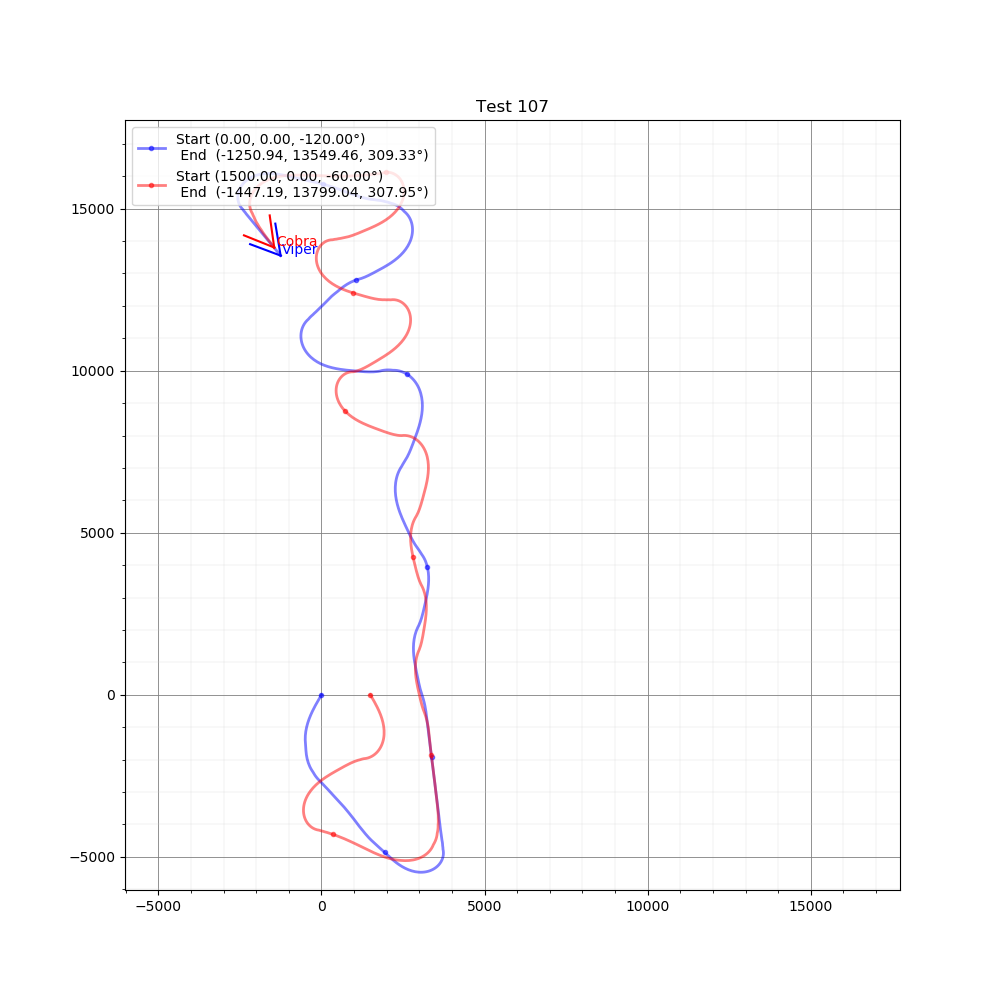 Test 107
Start (0.00, 0.00, -120.00°)
End (-1250.94, 13549.46, 309.33°)
Start (1500.00, 0.00, -60.00°)
End (-1447.19, 13799.04, 307.95°)
15000
Cobra
Viper
10000
5000
0
−5000
−5000
0
5000
10000
15000